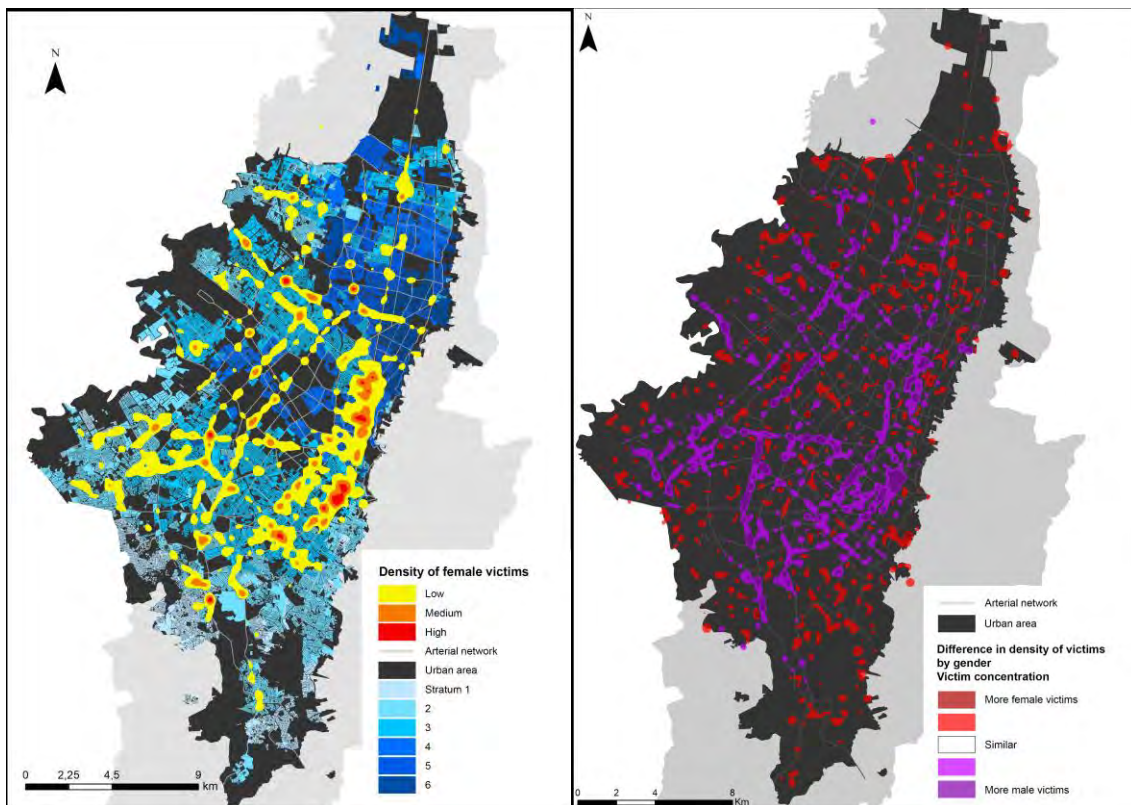 N
Density of female victims
Low
Medium
High
Arterial network
Urban area
Stratum 1
2
3
4
5
6
0 2,25 4,5 9
km
N
Arterial network
Urban area
Difference in density of victims
by gender
Victim concentration
More female victims
Similar
More male victims
0 2 4 8
Km